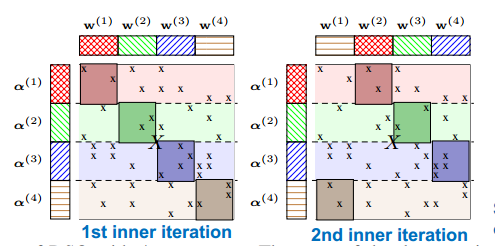 w^(1) w^(2) w^(3) w^(4)
α^(1)
α^(2)
α^(3)
α^(4)
X
1st inner iteration
w^(1) w^(2) w^(3) w^(4)
α^(1)
α^(2)
α^(3)
α^(4)
X
2nd inner iteration